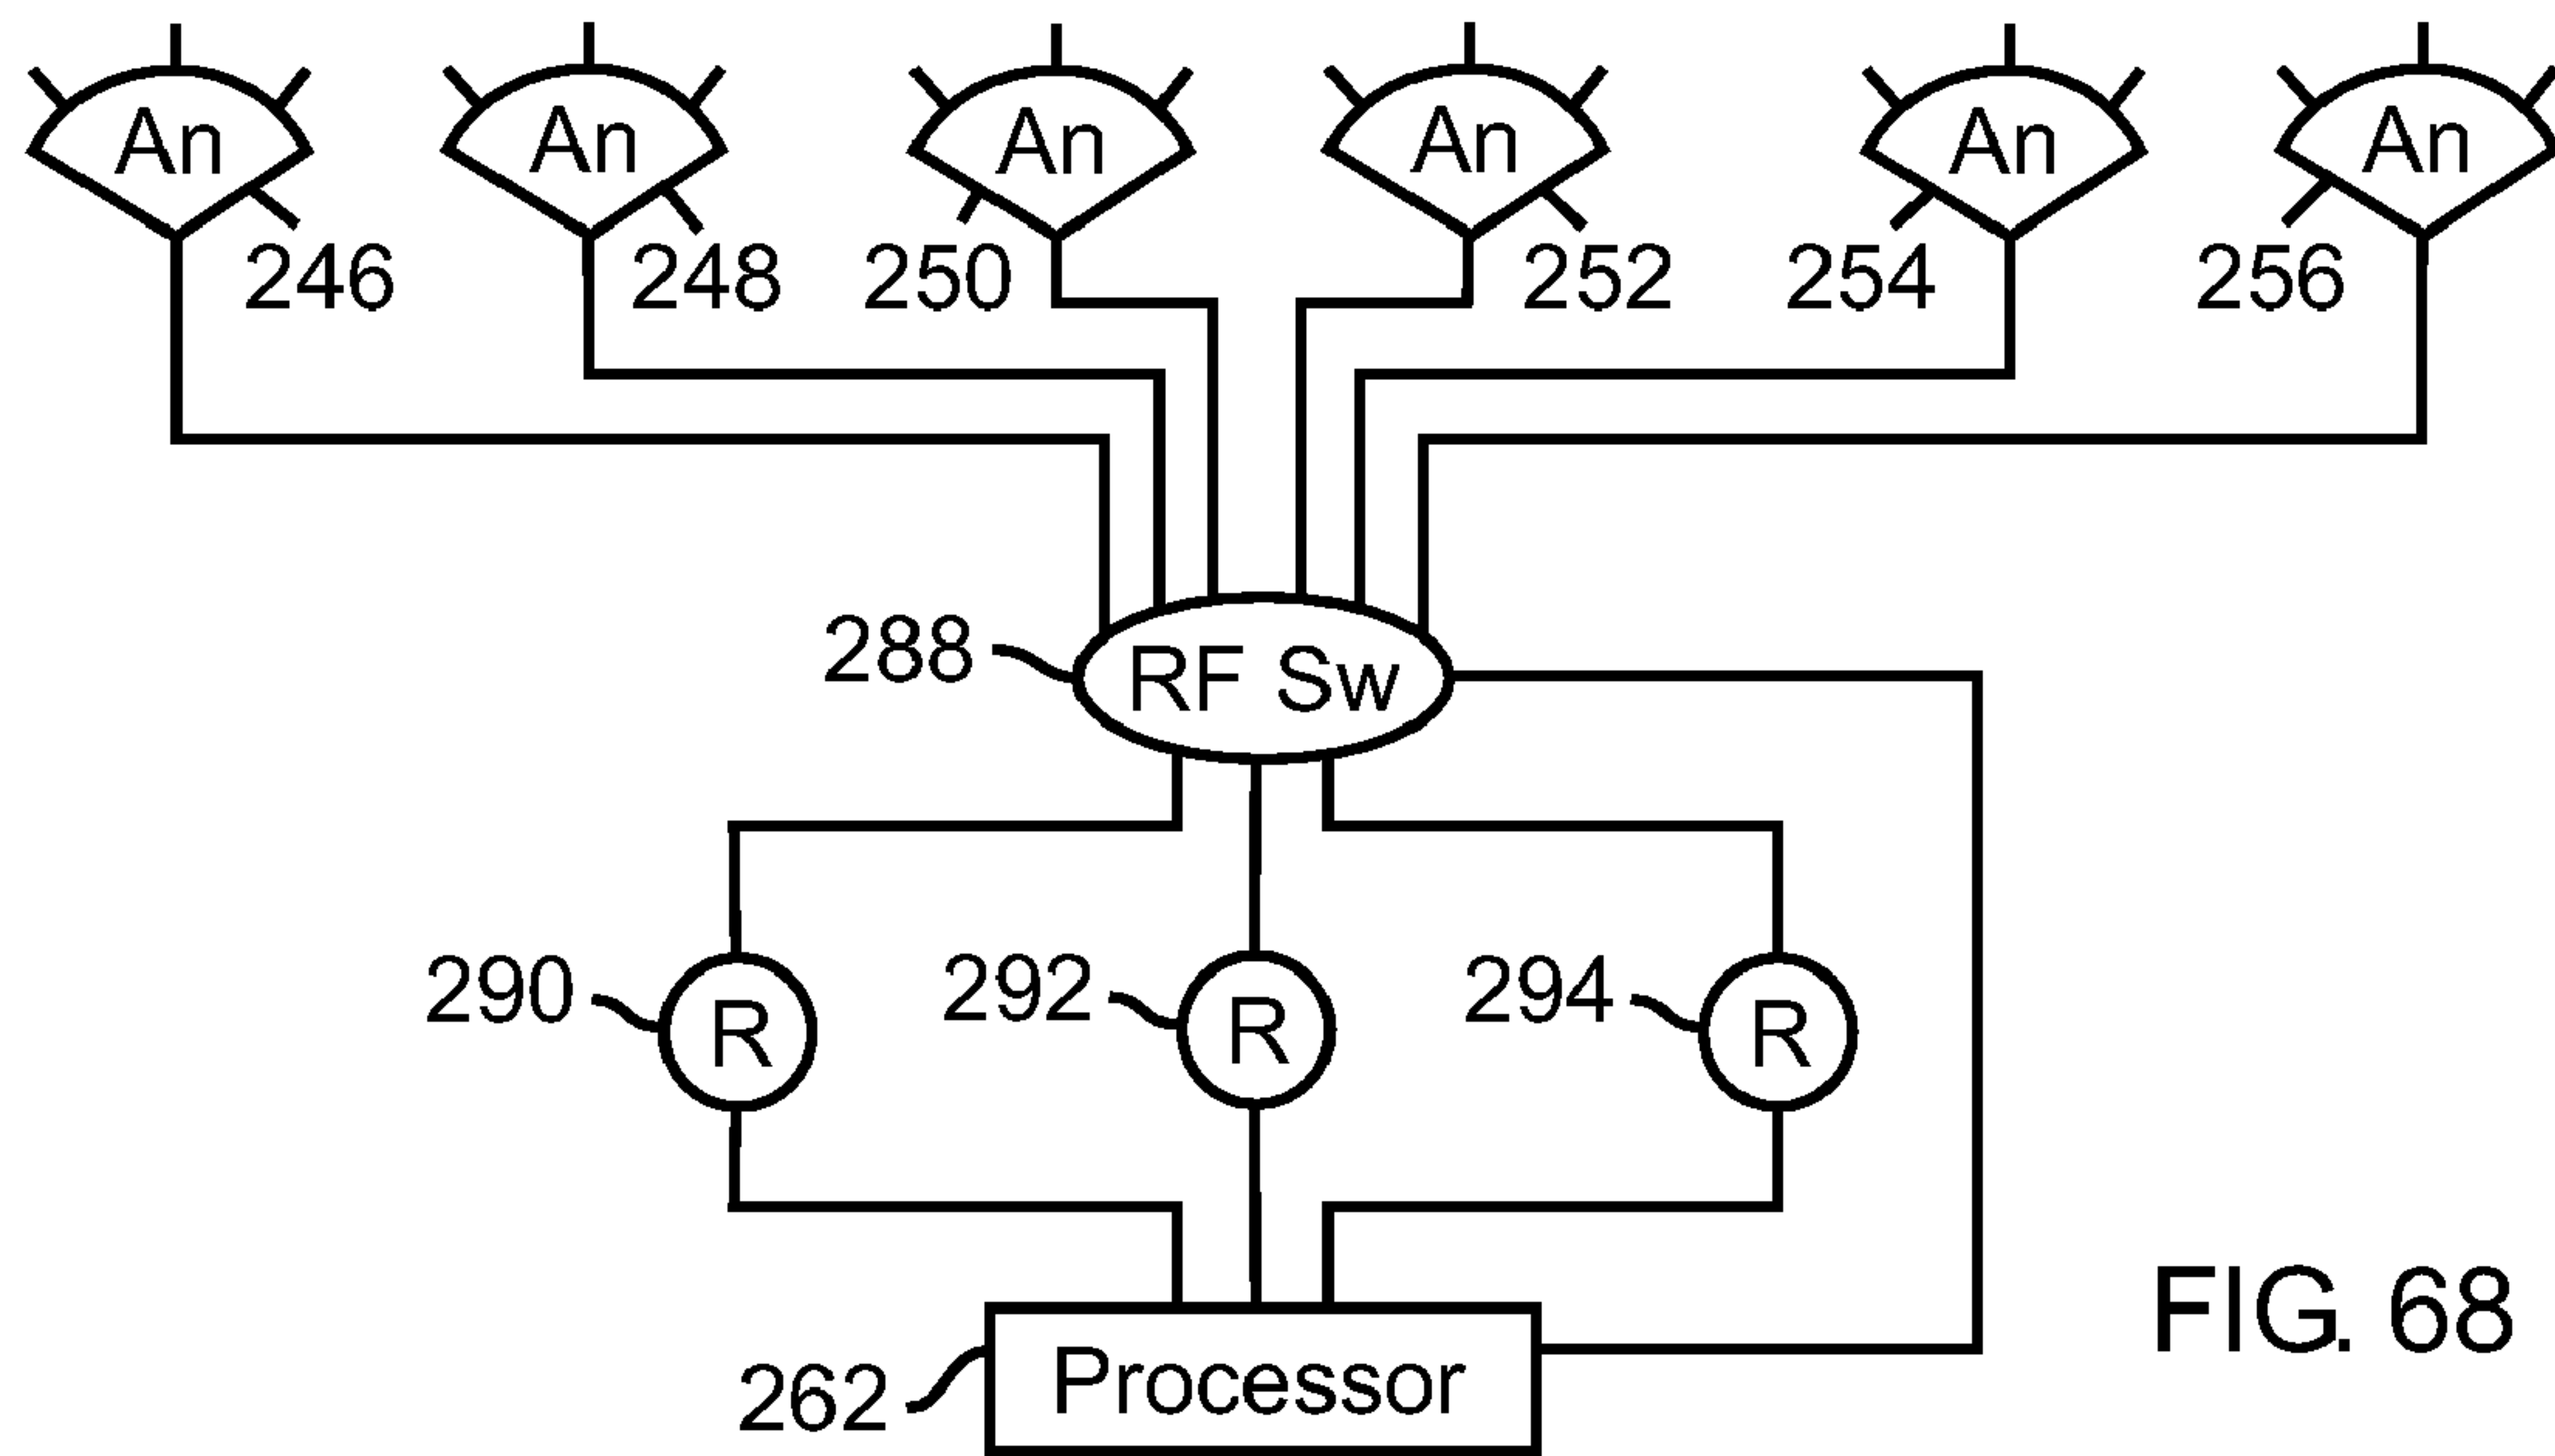 An An An An An An
246 248 250 252 254 256
288 RF Sw
290 R 292 R 294 R
262 Processor
FIG. 68